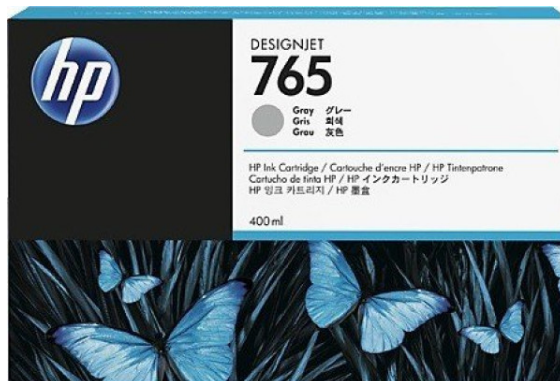 hp
DESIGNJET
765
Gray グレー
Gris 회색
Grau 灰色
HP Ink Cartridge / Cartouche d'encre HP / HP Tintenpatrone
Cartucho de tinta HP / HP インクカートリッジ
HP 잉크 카트리지 / HP 墨盒
400 ml